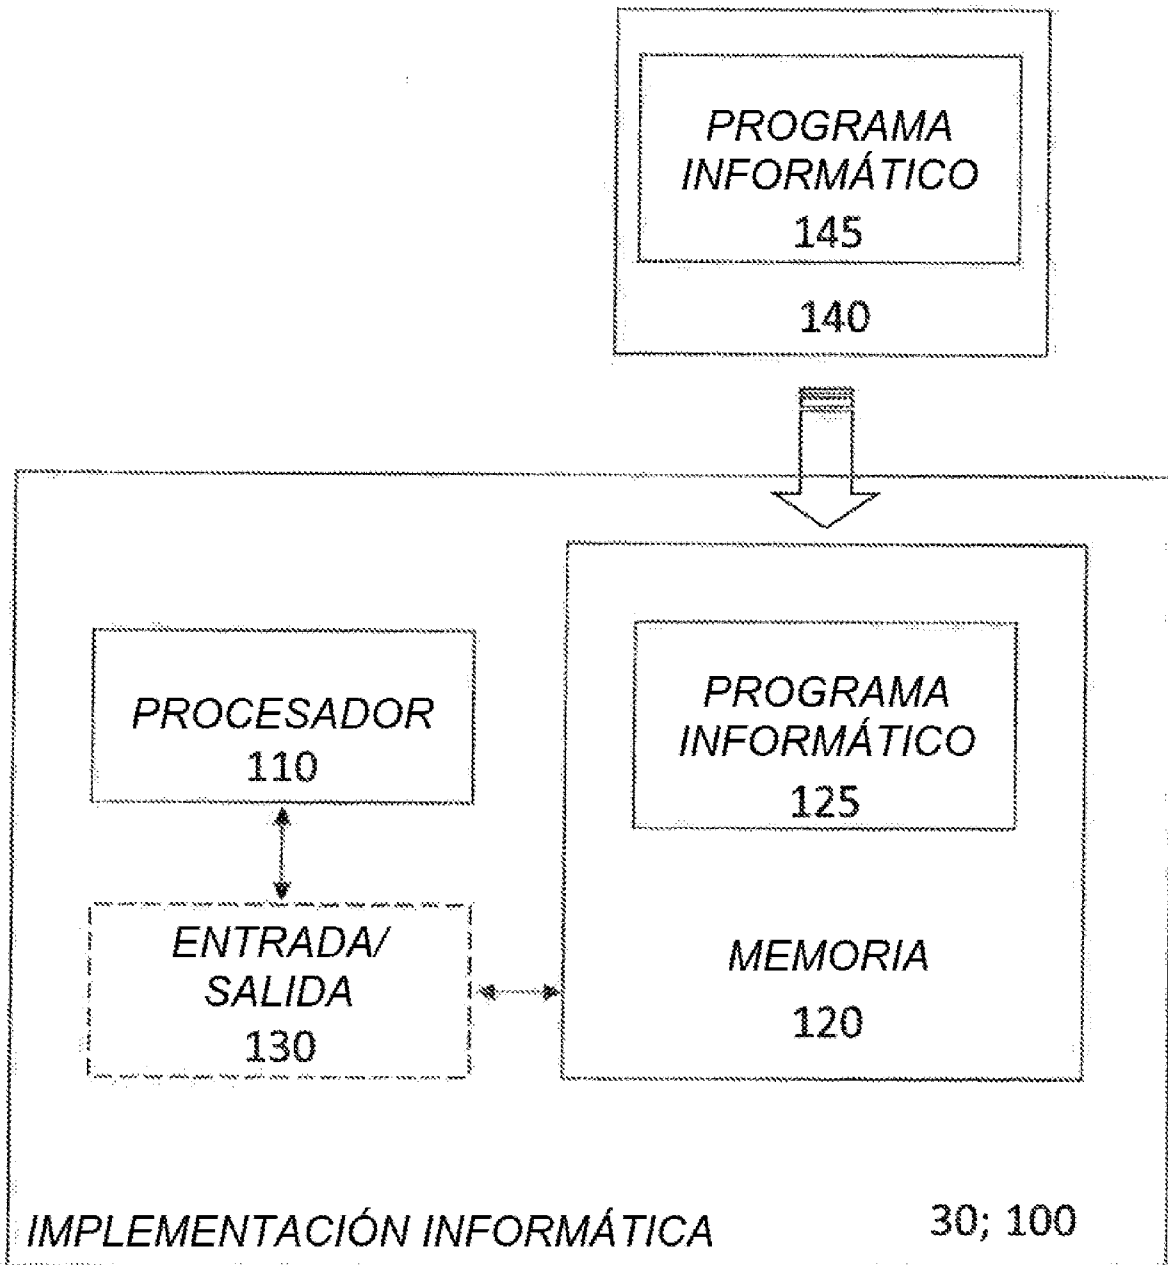 PROGRAMA
INFORMÁTICO
145
140
PROCESADOR
110
PROGRAMA
INFORMÁTICO
125
ENTRADA/
SALIDA
130
MEMORIA
120
IMPLEMENTACIÓN INFORMÁTICA
30; 100